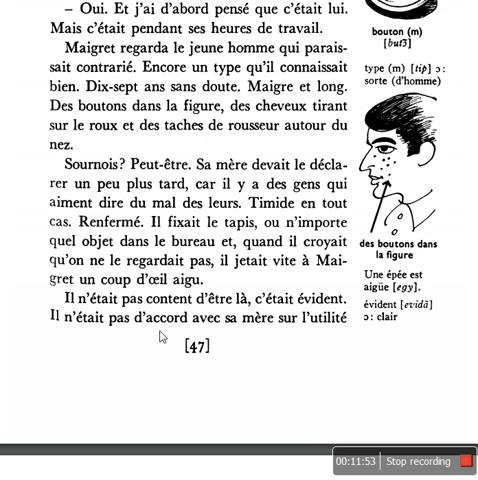 – Oui. Et j'ai d'abord pensé que c'était lui.
Mais c'était pendant ses heures de travail.
Maigret regarda le jeune homme qui parais-
sait contrarié. Encore un type qu'il connaissait
bien. Dix-sept ans sans doute. Maigre et long.
Des boutons dans la figure, des cheveux tirant
sur le roux et des taches de rousseur autour du
nez.
Sournois? Peut-être. Sa mère devait le décla-
rer un peu plus tard, car il y a des gens qui
aiment dire du mal des leurs. Timide en tout
cas. Renfermé. Il fixait le tapis, ou n'importe
quel objet dans le bureau et, quand il croyait
qu'on ne le regardait pas, il jetait vite à Mai-
gret un coup d'œil aigu.
Il n'était pas content d'être là, c'était évident.
Il n'était pas d'accord avec sa mère sur l'utilité
[47]
bouton (m)
[butɔ̃]
type (m) [tip] ɔ:
sorte (d'homme)
des boutons dans
la figure
Une épée est
aigüe [egy].
évident [evidɑ̃]
ɔ: clair
00:11:53 Stop recording